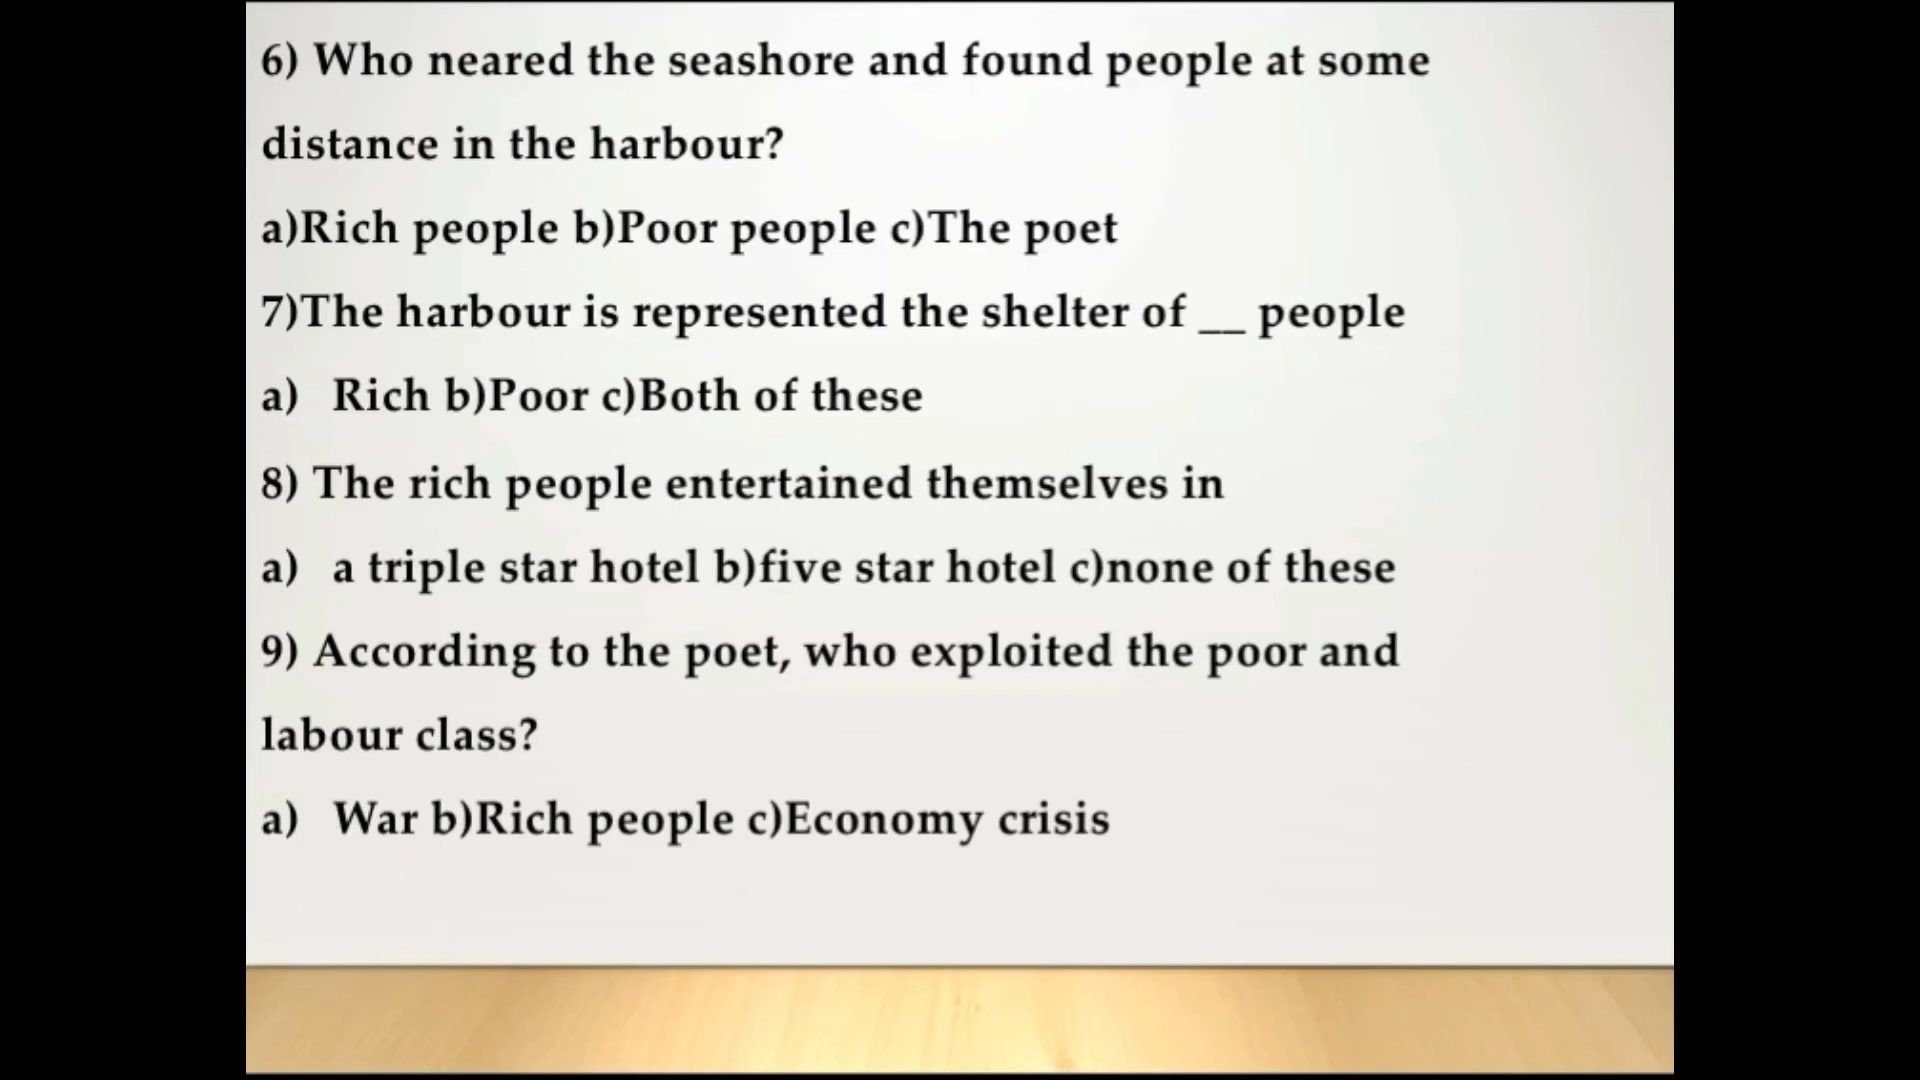 6) Who neared the seashore and found people at some
distance in the harbour?
a)Rich people b)Poor people c)The poet
7)The harbour is represented the shelter of __ people
a) Rich b)Poor c)Both of these
8) The rich people entertained themselves in
a) a triple star hotel b)five star hotel c)none of these
9) According to the poet, who exploited the poor and
labour class?
a) War b)Rich people c)Economy crisis